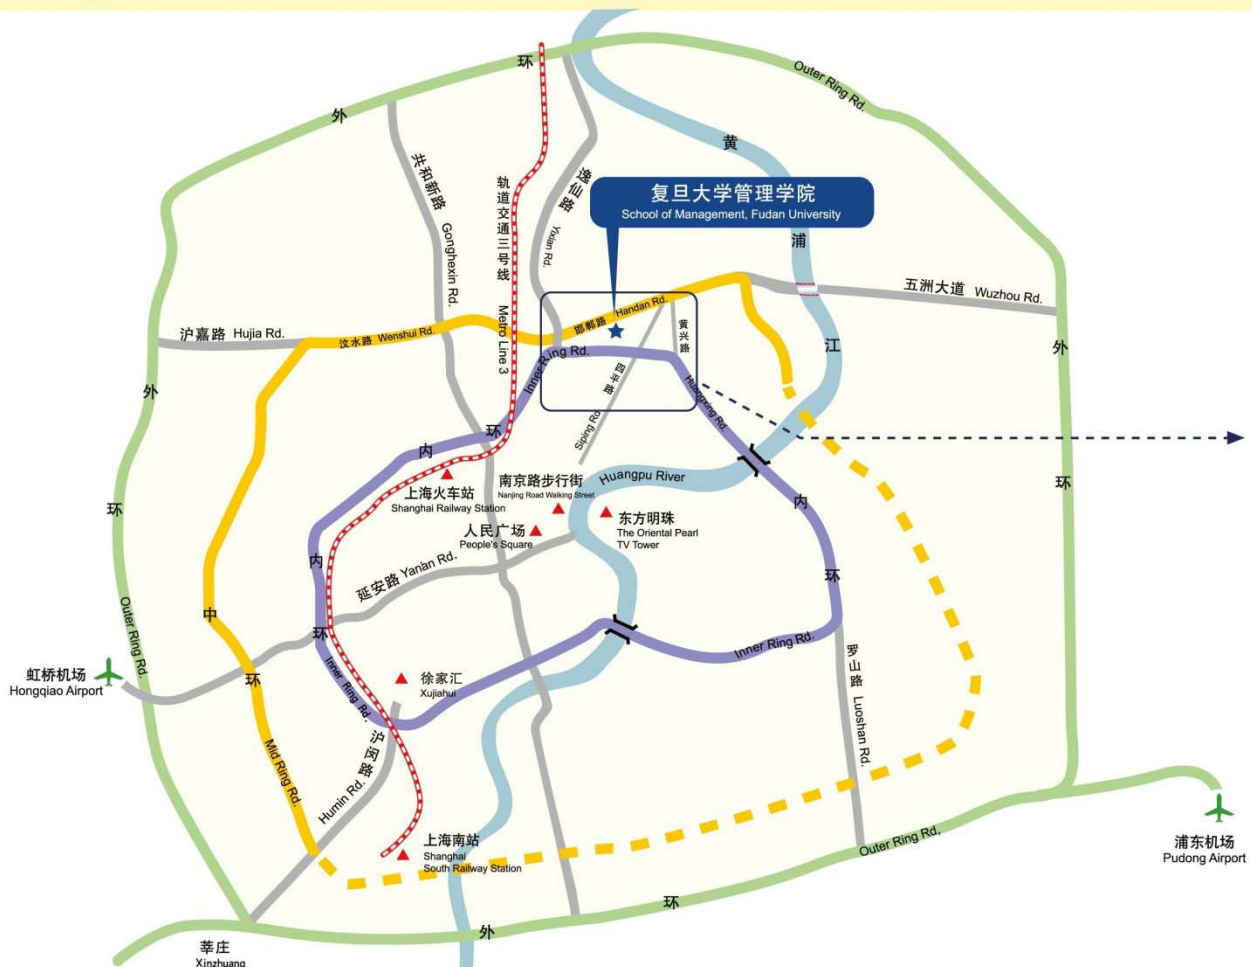 环
Outer Ring Rd.
外
黄
共和新路 Gonghexin Rd.
轨道交通三号线 Metro Line 3
逸仙路
Yixian Rd.
复旦大学管理学院
School of Management, Fudan University
浦
五洲大道 Wuzhou Rd.
沪嘉路 Hujia Rd.
汶水路 Wenshui Rd.
邯郸路 Handan Rd.
黄兴路
江
外
外
Inner Ring Rd.
四平路
Siping Ro
Huangxing Rd.
环
内
上海火车站
Shanghai Railway Station
南京路步行街
Nanjing Road Walking Street
Huangpu River
环
内
环
人民广场
People's Square
东方明珠
The Oriental Pearl
TV Tower
内
延安路 Yan'an Rd.
环
Outer Ring Rd.
中
环
Inner Ring Rd.
罗山路 Luoshan Rd.
虹桥机场
Hongqiao Airport
环
徐家汇
Xujiahui
Inner Ring Rd.
沪闵路
Humin Rd.
Mid Ring Rd.
上海南站
Shanghai
South Railway Station
Outer Ring Rd,
浦东机场
Pudong Airport
环
外
莘庄
Xinzhuang